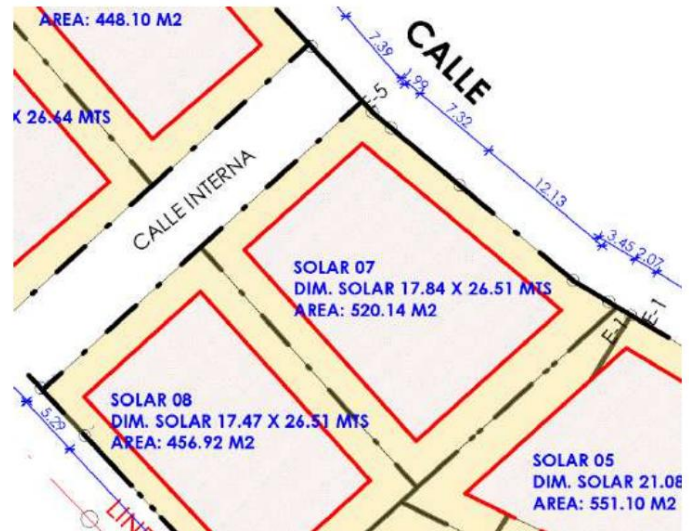 AREA: 448.10 M2
CALLE
7.39
1.99
7.32
E-5
X 26.64 MTS
CALLE INTERNA
12.13
3.45
2.07
SOLAR 07
DIM. SOLAR 17.84 X 26.51 MTS
AREA: 520.14 M2
E-1
E-1
SOLAR 08
DIM. SOLAR 17.47 X 26.51 MTS
AREA: 456.92 M2
5.29
SOLAR 05
DIM. SOLAR 21.08
AREA: 551.10 M2
LINE